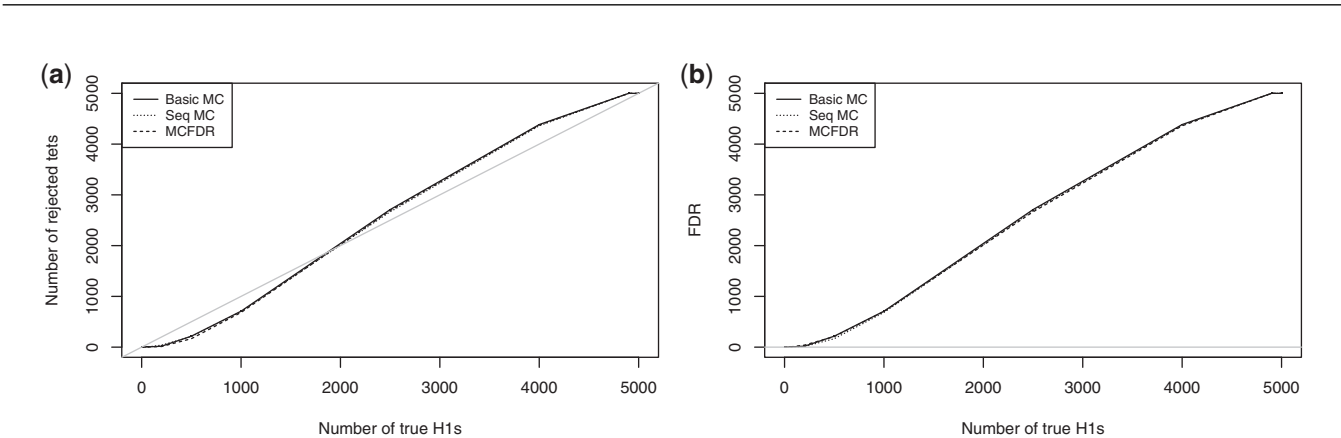 (a)
Basic MC
Seq MC
MCFDR
Number of rejected tets
5000
4000
3000
2000
1000
0
0 1000 2000 3000 4000 5000
Number of true H1s
(b)
Basic MC
Seq MC
MCFDR
FDR
5000
4000
3000
2000
1000
0
0 1000 2000 3000 4000 5000
Number of true H1s